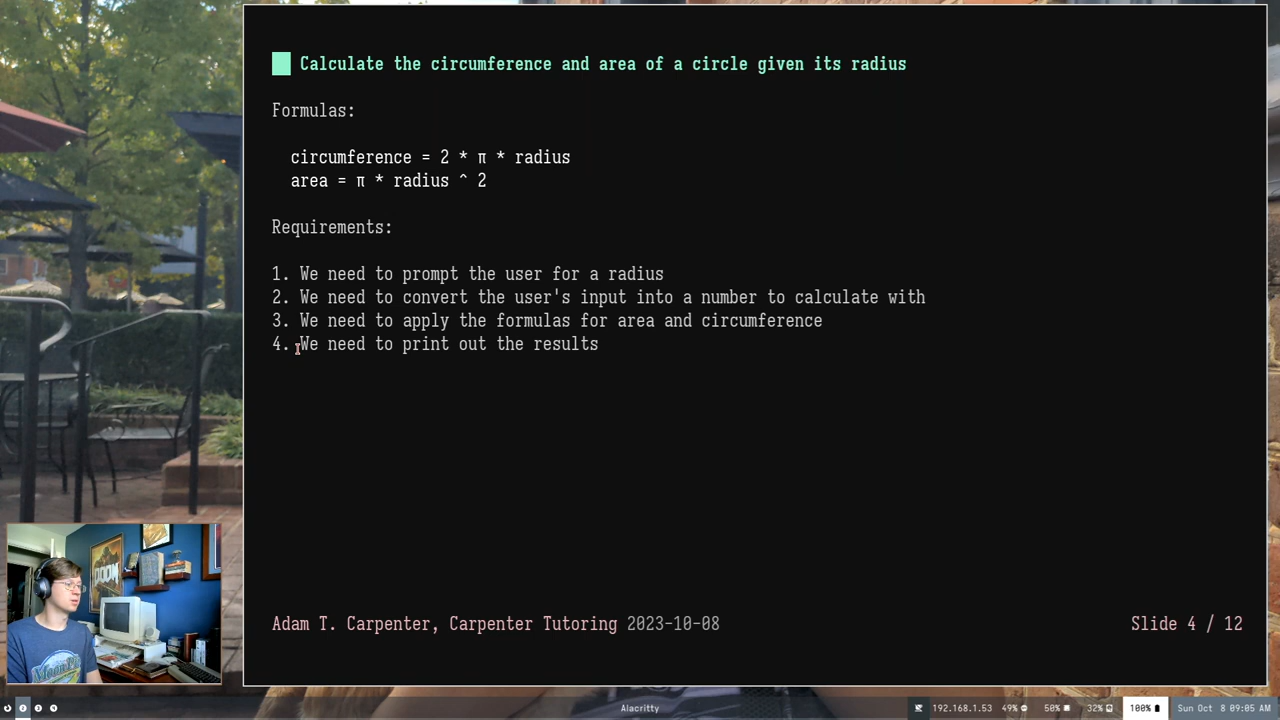 Calculate the circumference and area of a circle given its radius
Formulas:
circumference = 2 * π * radius
area = π * radius ^ 2
Requirements:
1. We need to prompt the user for a radius
2. We need to convert the user's input into a number to calculate with
3. We need to apply the formulas for area and circumference
4. We need to print out the results
DOOM
Adam T. Carpenter, Carpenter Tutoring 2023-10-08
Slide 4 / 12
Alacritty
192.168.1.53 49% 50% 32% 100% Sun Oct 8 09:05 AM